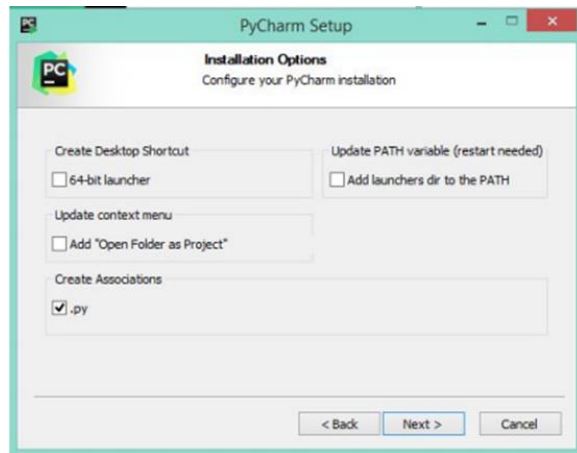 PyCharm Setup
PC
Installation Options
Configure your PyCharm installation
Create Desktop Shortcut
64-bit launcher
Update PATH variable (restart needed)
Add launchers dir to the PATH
Update context menu
Add "Open Folder as Project"
Create Associations
.py
< Back
Next >
Cancel